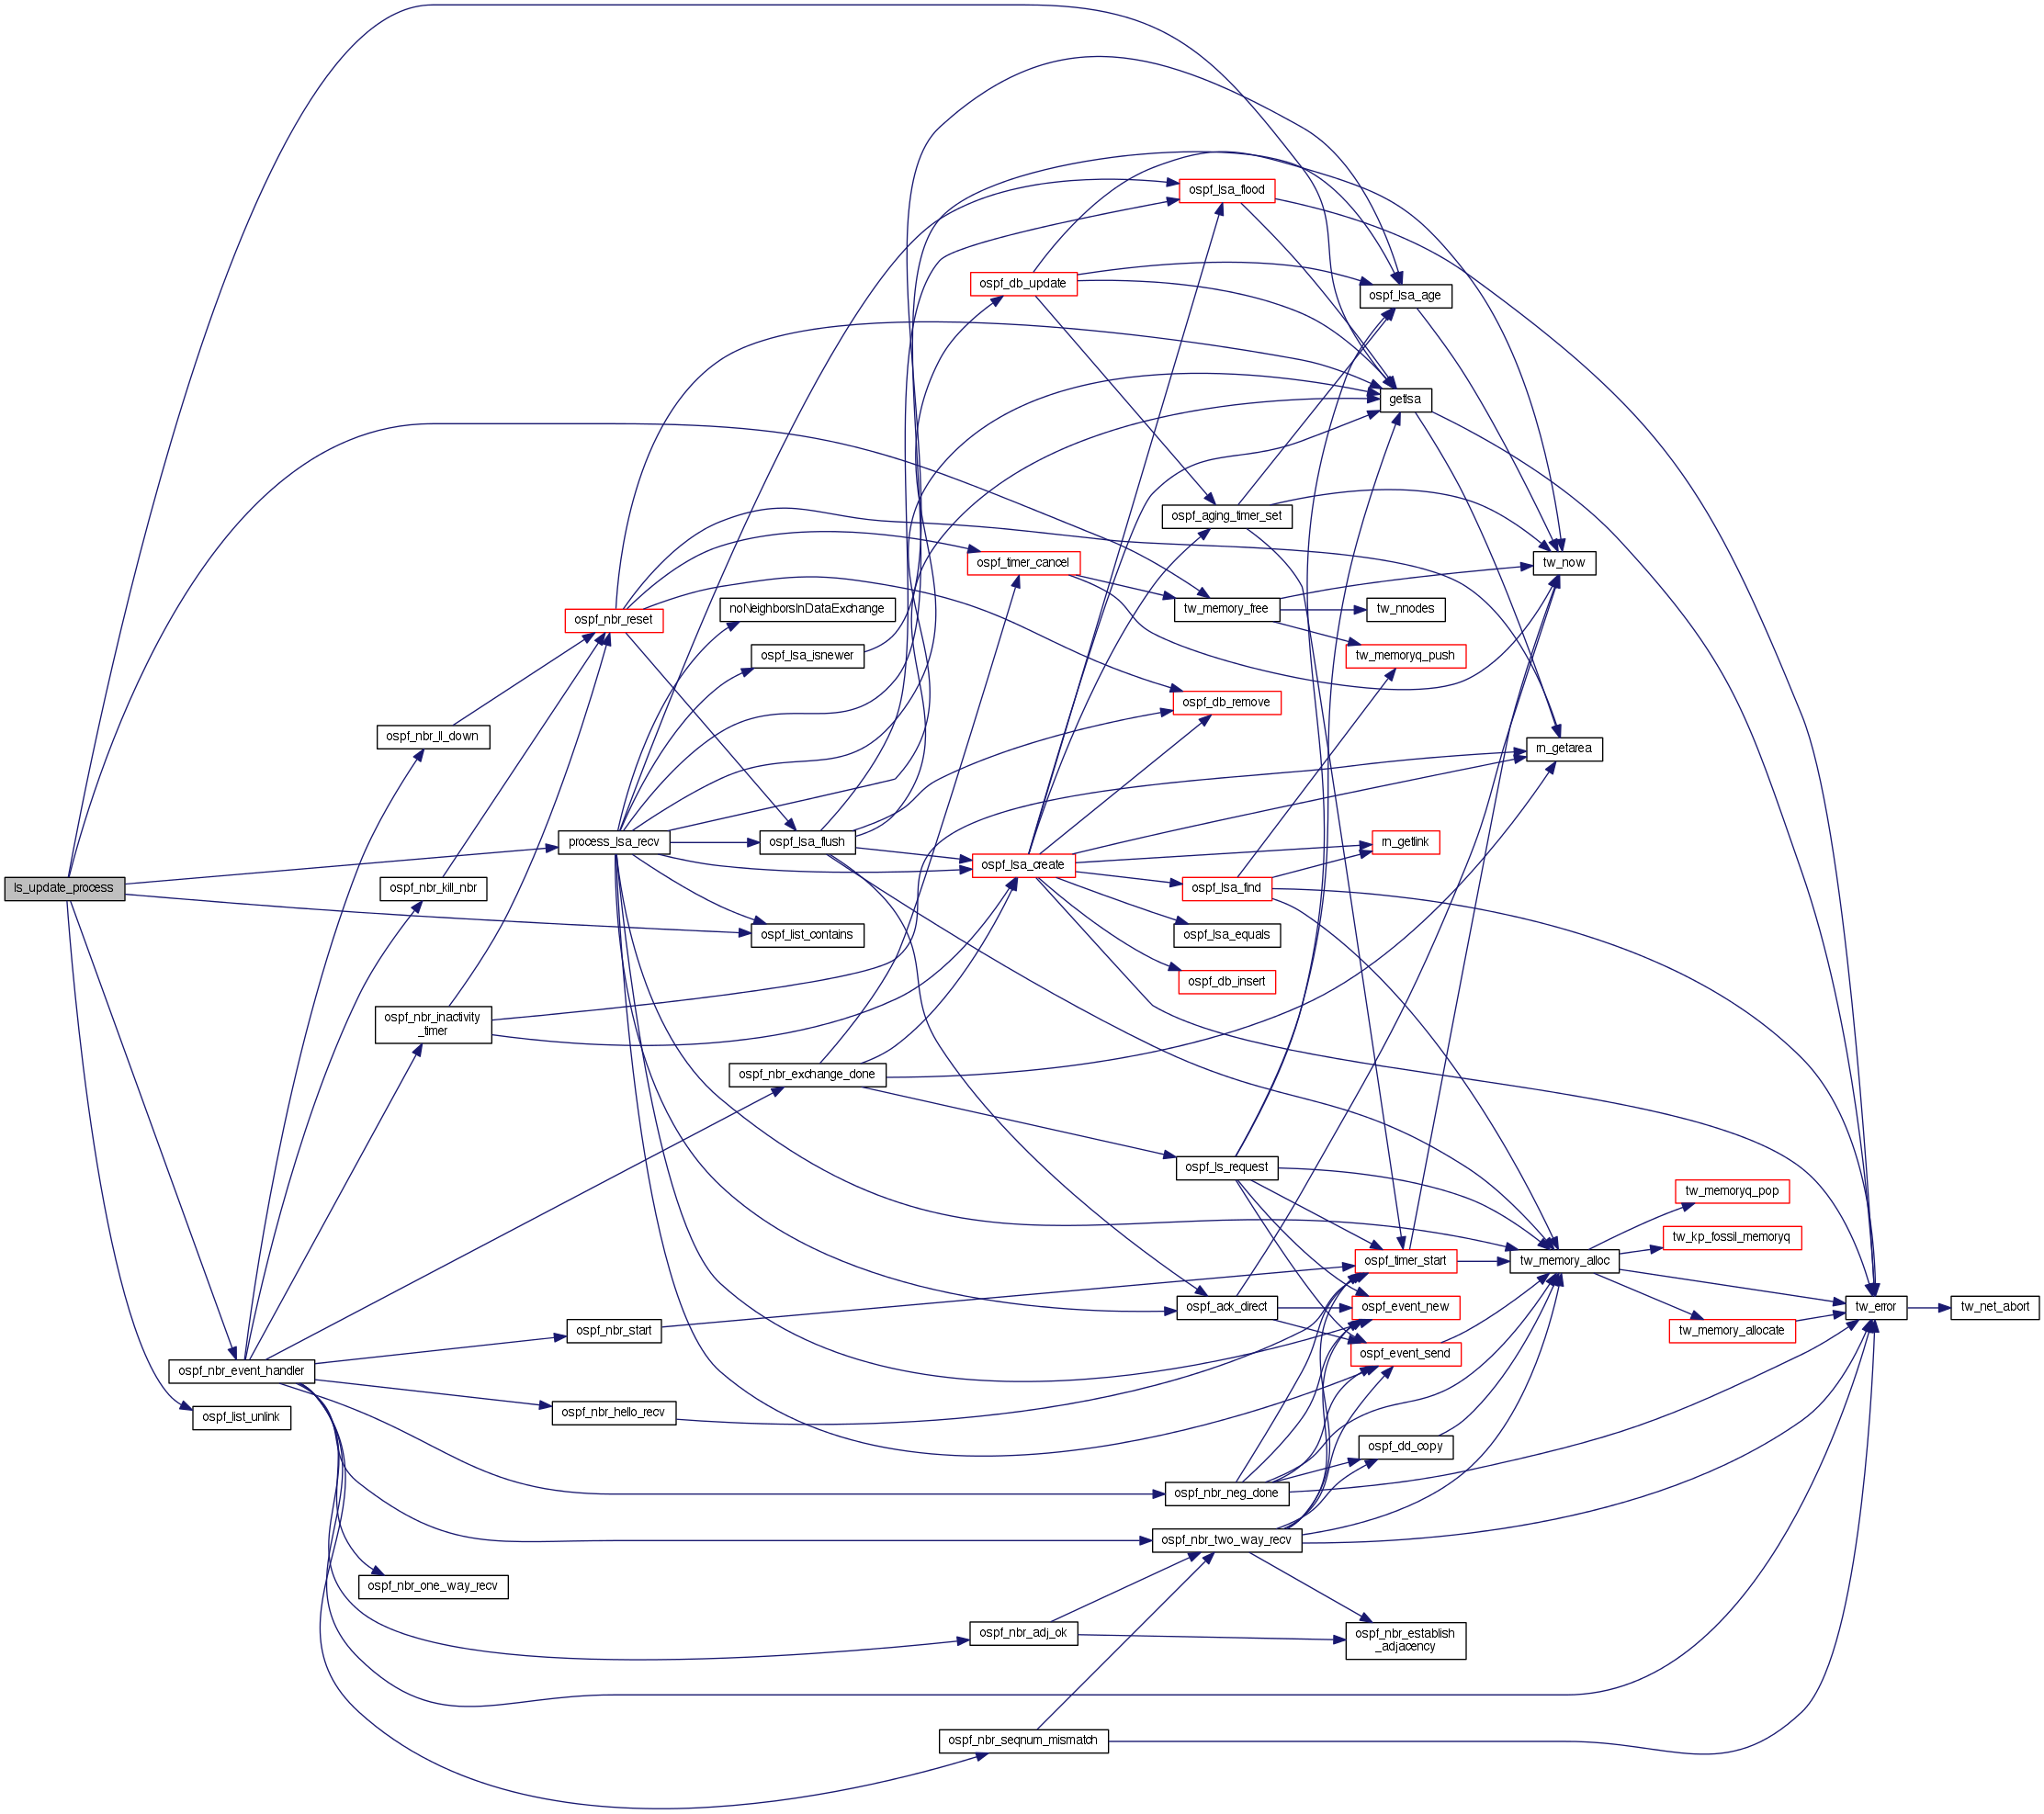 ospf_lsa_flood
ospf_db_update
ospf_lsa_age
getlsa
ospf_aging_timer_set
ospf_timer_cancel
tw_now
noNeighborsInDataExchange
tw_memory_free
tw_nnodes
ospf_nbr_reset
ospf_lsa_isnewer
tw_memoryq_push
ospf_db_remove
ospf_nbr_ll_down
rn_getarea
process_lsa_recv
ospf_lsa_flush
rn_getlink
ospf_lsa_create
ls_update_process
ospf_nbr_kill_nbr
ospf_lsa_find
ospf_list_contains
ospf_lsa_equals
ospf_db_insert
ospf_nbr_inactivity
_timer
ospf_nbr_exchange_done
ospf_ls_request
tw_memoryq_pop
tw_kp_fossil_memoryq
ospf_timer_start
tw_memory_alloc
ospf_ack_direct
ospf_event_new
tw_error
tw_net_abort
ospf_nbr_start
tw_memory_allocate
ospf_event_send
ospf_nbr_event_handler
ospf_nbr_hello_recv
ospf_list_unlink
ospf_dd_copy
ospf_nbr_neg_done
ospf_nbr_two_way_recv
ospf_nbr_one_way_recv
ospf_nbr_adj_ok
ospf_nbr_establish
_adjacency
ospf_nbr_seqnum_mismatch